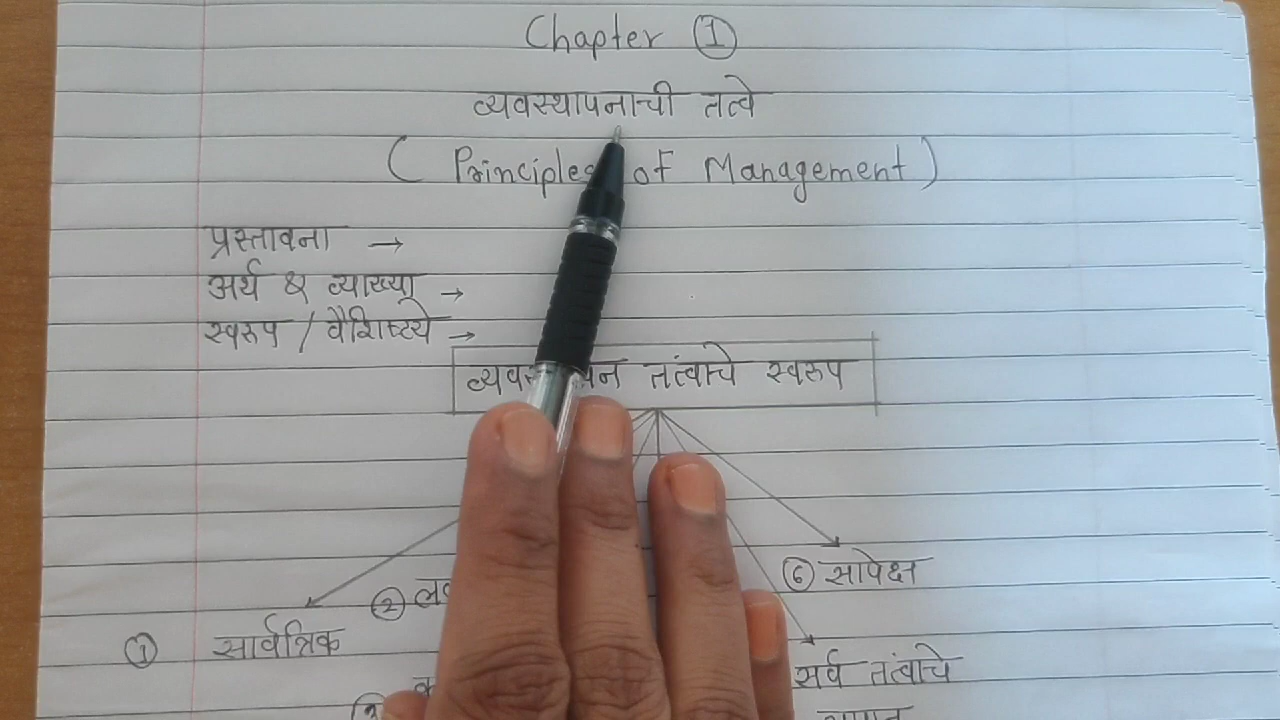 Chapter ①
व्यवस्थापनाची तत्वे
( Principles of Management )
प्रस्तावना →
अर्थ & व्याख्या →
स्वरुप / वैशिष्ट्ये →
तत्वांचे स्वरुप
⑥ सापेक्ष
②
① सार्वत्रिक
सर्व तत्वांचे